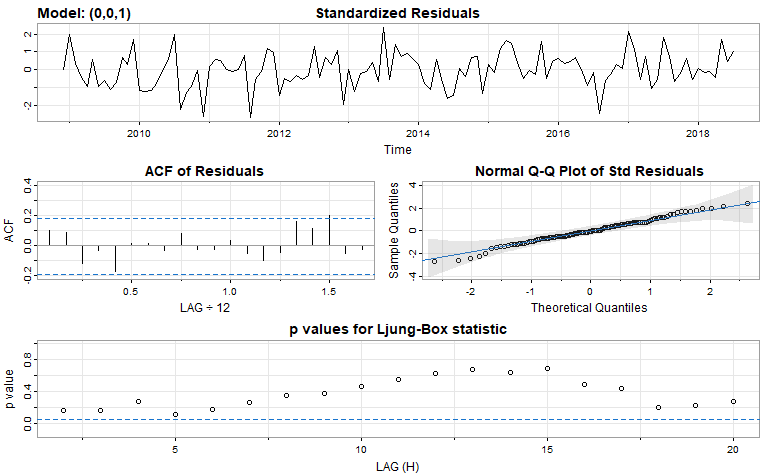 Model: (0,0,1) Standardized Residuals
2
1
0
-2
2010 2012 2014 2016 2018
Time
ACF of Residuals
ACF
0.4
0.2
0.0
-0.2
0.5 1.0 1.5
LAG ÷ 12
Normal Q-Q Plot of Std Residuals
Sample Quantiles
4
2
0
-2
-4
-2 -1 0 1 2
Theoretical Quantiles
p values for Ljung-Box statistic
p value
0.8
0.4
0.0
5 10 15 20
LAG (H)